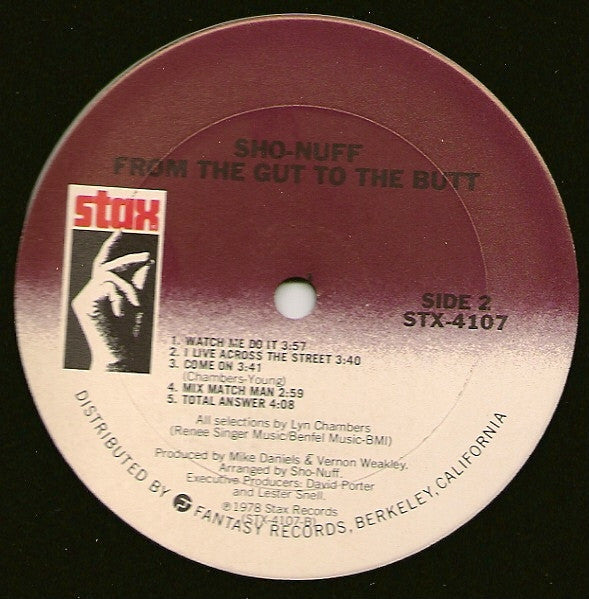 SHO-NUFF
FROM THE GUT TO THE BUTT
stax
SIDE 2
STX-4107
1. WATCH ME DO IT 3:57
2. I LIVE ACROSS THE STREET 3:40
3. COME ON 3:41
(Chambers-Young)
4. MIX MATCH MAN 2:59
5. TOTAL ANSWER 4:08
All selections by Lyn Chambers
(Renee Singer Music/Benfel Music-BMI)
Produced by Mike Daniels & Vernon Weakley.
Arranged by Sho-Nuff.
Executive Producers: David Porter
and Lester Snell.
℗1978 Stax Records
(STX-4107-B)
DISTRIBUTED BY FANTASY RECORDS, BERKELEY, CALIFORNIA